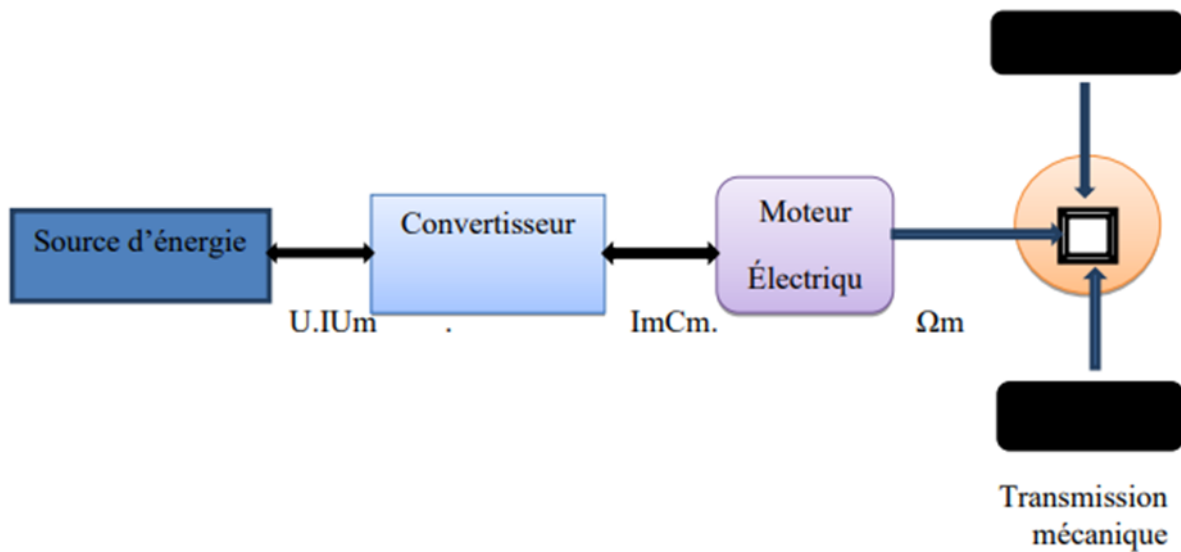 Source d'énergie
Convertisseur
Moteur
Électriqu
U.IUm .
ImCm.
Ωm
Transmission
mécanique